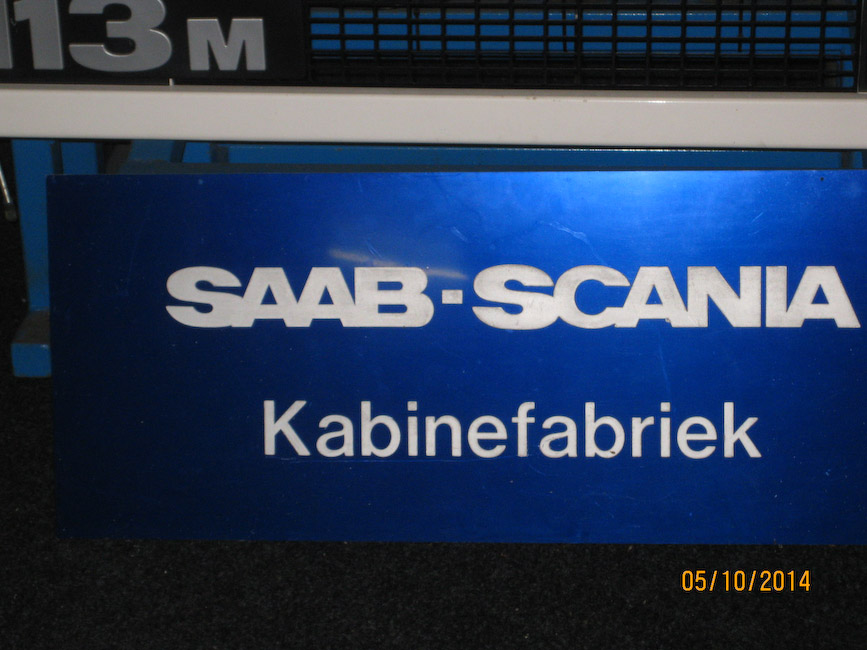 113 M
SAAB-SCANIA
Kabinefabriek
05/10/2014